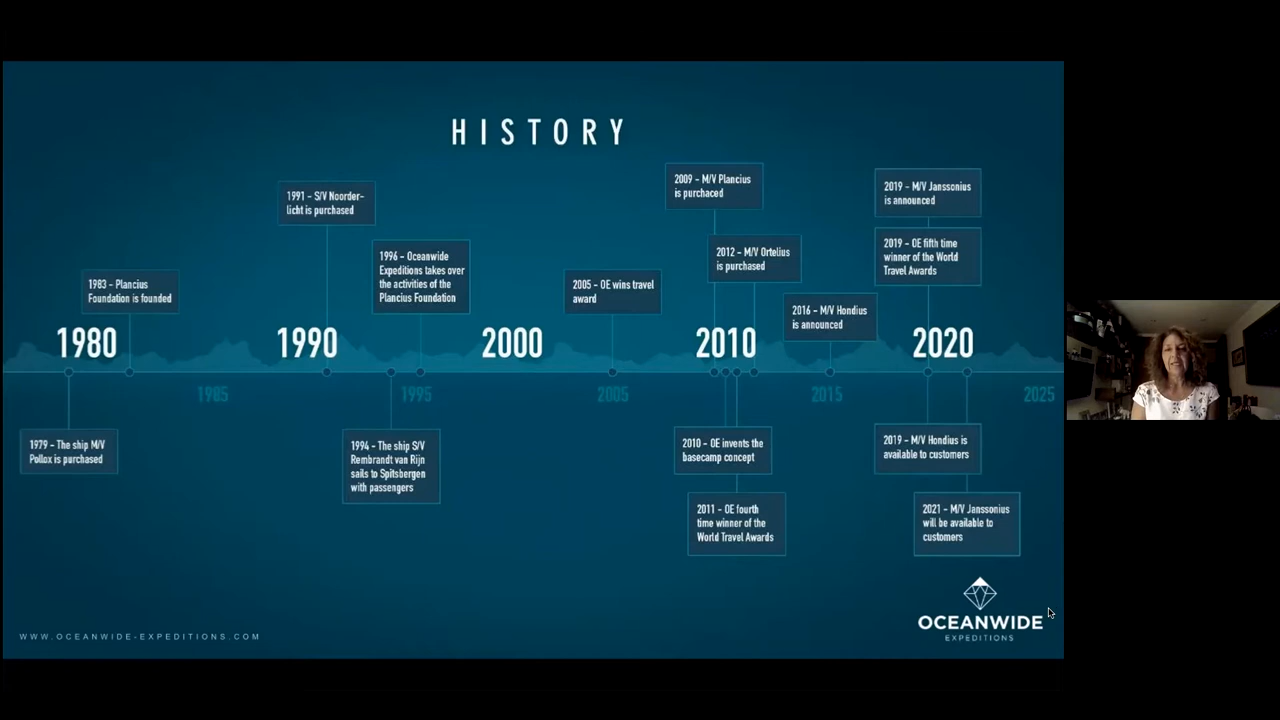 HISTORY
2009 - M/V Plancius
is purchaced
2019 - M/V Janssonius
is announced
1991 - S/V Noorder-
licht is purchased
2012 - M/V Ortelius
is purchased
2019 - OE fifth time
winner of the World
Travel Awards
1996 - Oceanwide
Expeditions takes over
the activities of the
Plancius Foundation
1983 - Plancius
Foundation is founded
2005 - OE wins travel
award
2016 - M/V Hondius
is announced
1980
1990
2000
2010
2020
1985
1995
2005
2015
2025
1979 - The ship M/V
Pollox is purchased
1994 - The ship S/V
Rembrandt van Rijn
sails to Spitsbergen
with passengers
2010 - OE invents the
basecamp concept
2019 - M/V Hondius is
available to customers
2011 - OE fourth
time winner of the
World Travel Awards
2021 - M/V Janssonius
will be available to
customers
OCEANWIDE
EXPEDITIONS
WWW.OCEANWIDE-EXPEDITIONS.COM